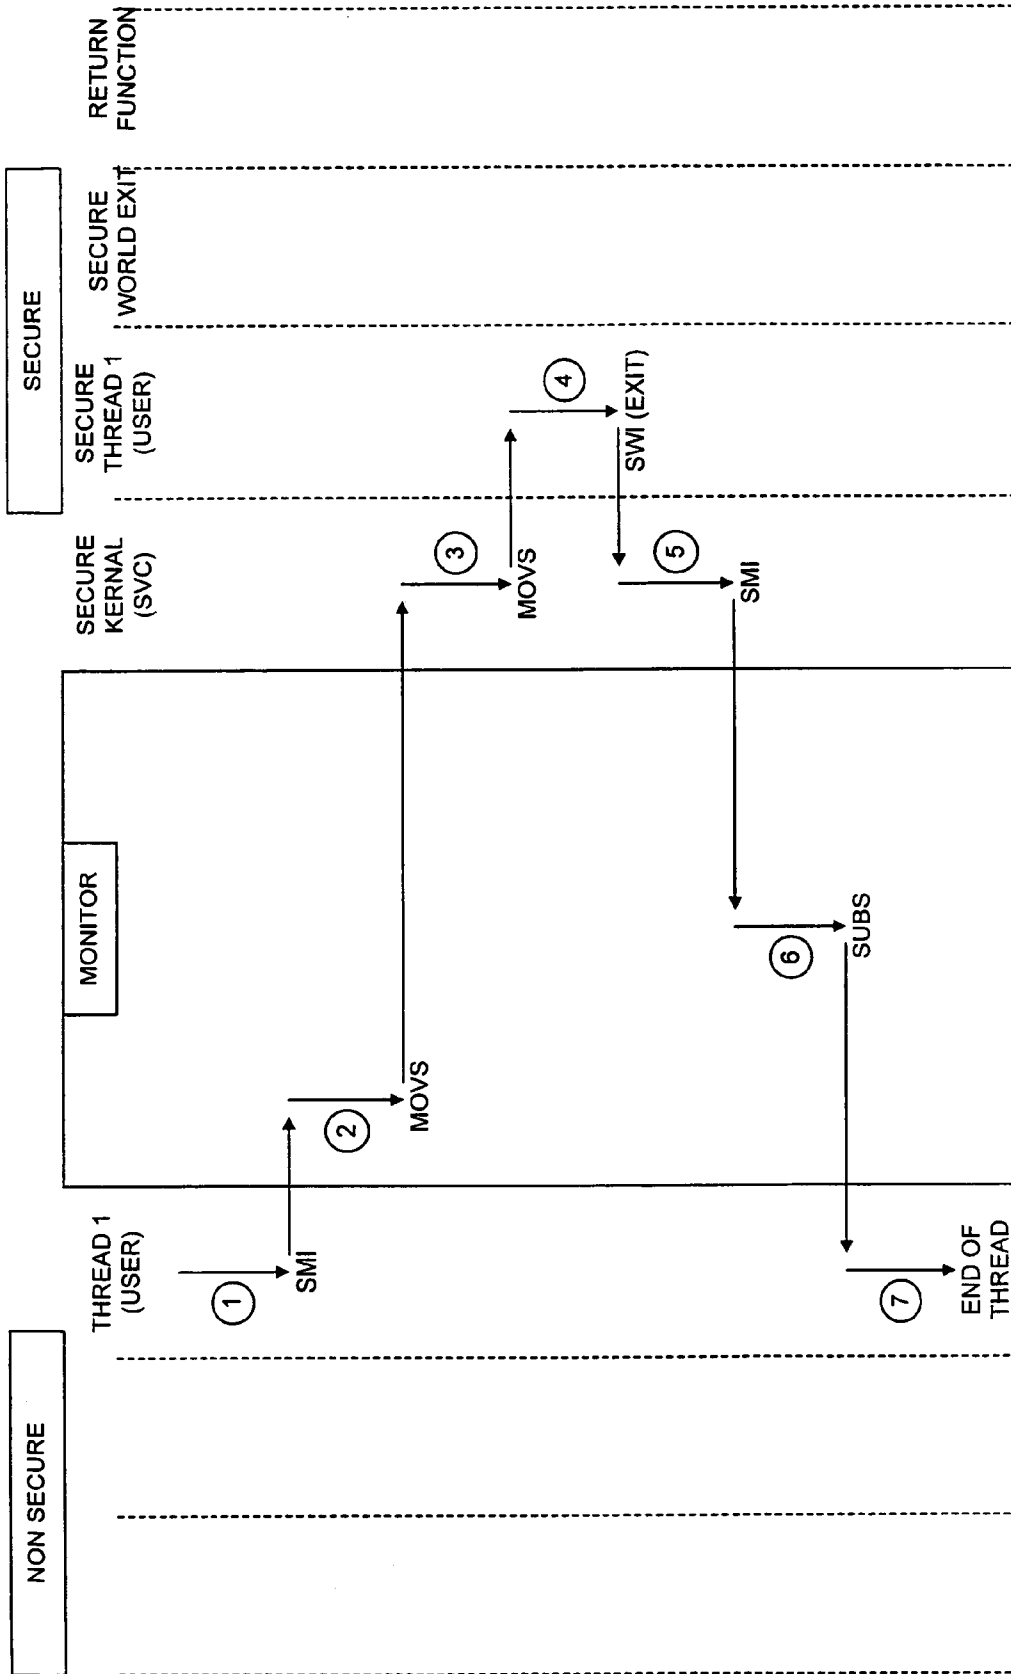 NON SECURE
SECURE
MONITOR
THREAD 1
(USER)
SECURE
KERNAL
(SVC)
SECURE
THREAD 1
(USER)
SECURE
WORLD EXIT
RETURN
FUNCTION
1
SMI
2
MOVS
3
MOVS
4
SWI (EXIT)
5
SMI
6
SUBS
7
END OF
THREAD